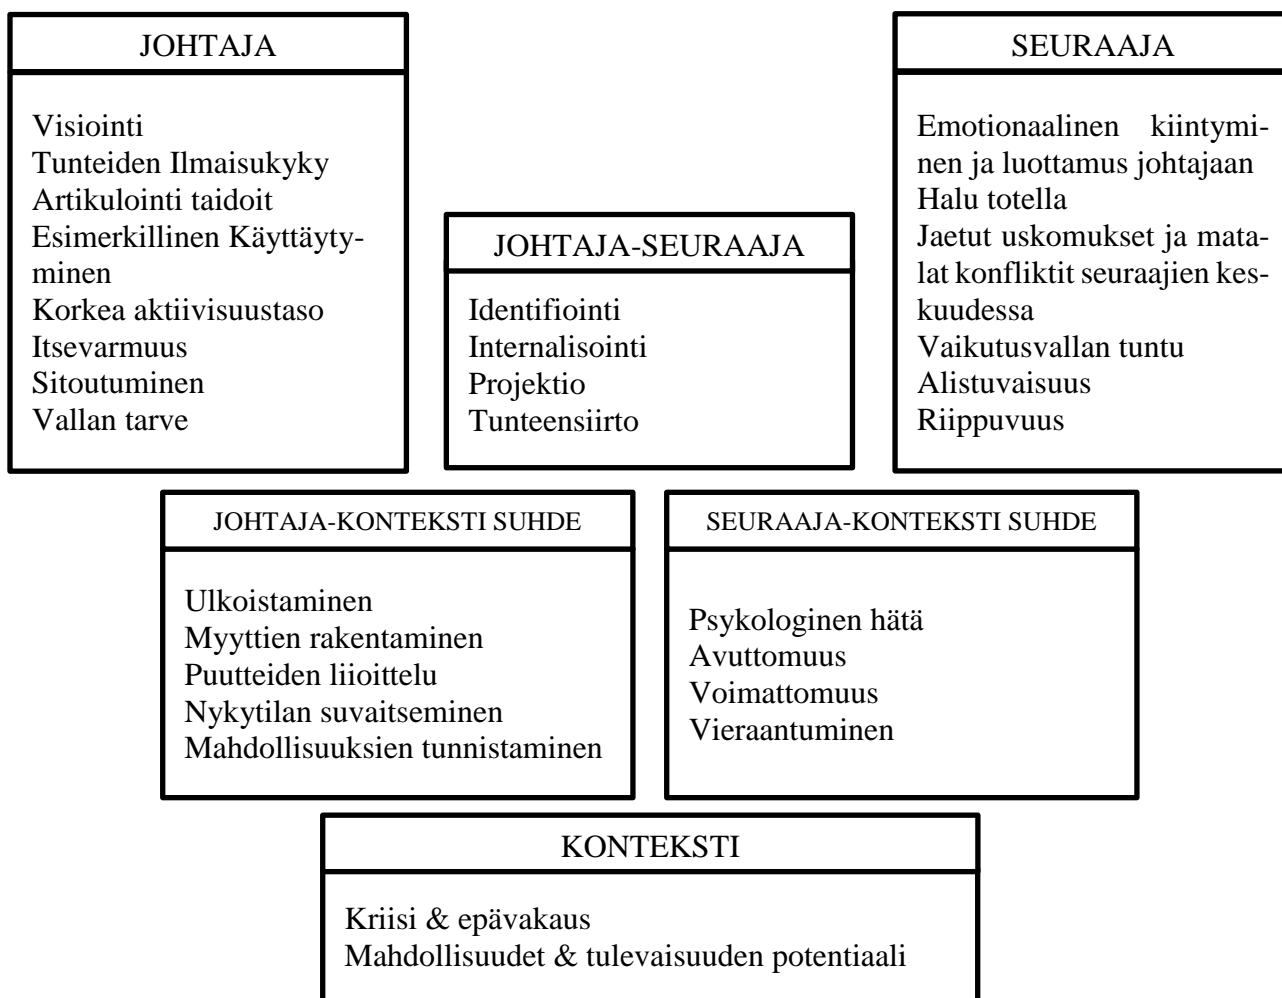 JOHTAJA
Visiointi
Tunteiden Ilmaisukyky
Artikulointi taidoit
Esimerkillinen Käyttäyty-
minen
Korkea aktiivisuustaso
Itsevarmuus
Sitoutuminen
Vallan tarve
JOHTAJA-SEURAAJA
Identifiointi
Internalisointi
Projektio
Tunteensiirto
SEURAAJA
Emotionaalinen kiintymi-
nen ja luottamus johtajaan
Halu totella
Jaetut uskomukset ja mata-
lat konfliktit seuraajien kes-
kuudessa
Vaikutusvallan tuntu
Alistuvaisuus
Riippuvuus
JOHTAJA-KONTEKSTI SUHDE
Ulkoistaminen
Myyttien rakentaminen
Puutteiden liioittelu
Nykytilan suvaitseminen
Mahdollisuuksien tunnistaminen
SEURAAJA-KONTEKSTI SUHDE
Psykologinen hätä
Avuttomuus
Voimattomuus
Vieraantuminen
KONTEKSTI
Kriisi & epävakaus
Mahdollisuudet & tulevaisuuden potentiaali